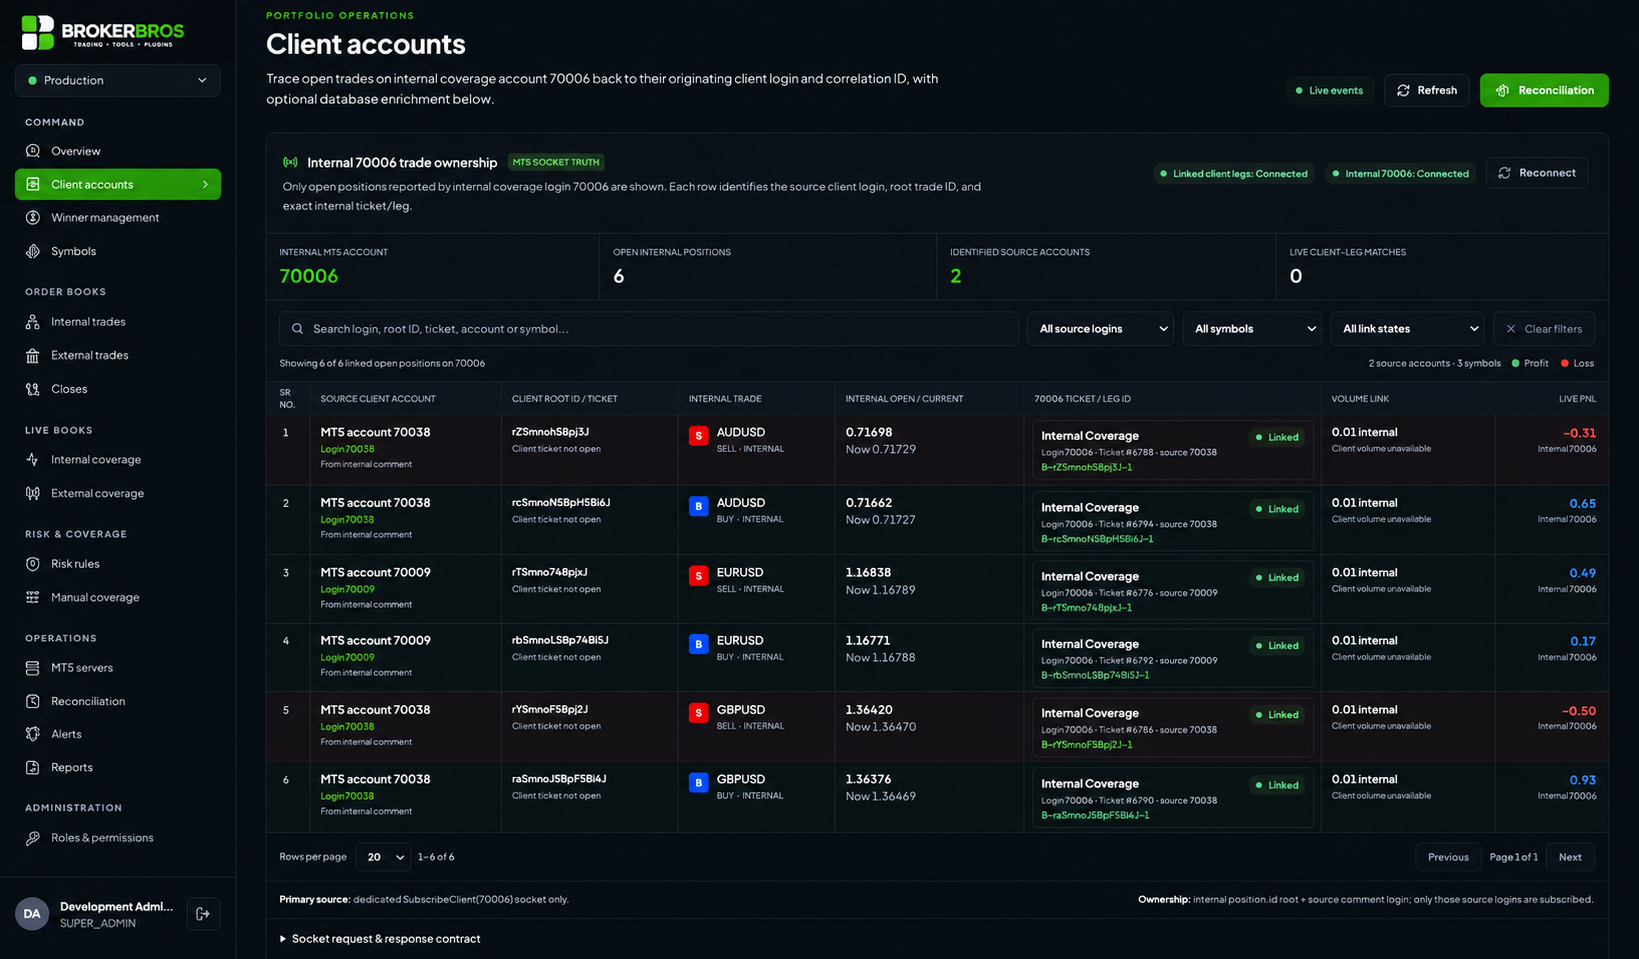 BROKERBROS
TRADING • TOOLS • PLUGINS
Production
COMMAND
Overview
Client accounts
Winner management
Symbols
ORDER BOOKS
Internal trades
External trades
Closes
LIVE BOOKS
Internal coverage
External coverage
RISK & COVERAGE
Risk rules
Manual coverage
OPERATIONS
MT5 servers
Reconciliation
Alerts
Reports
ADMINISTRATION
Roles & permissions
DA
Development Admi...
SUPER_ADMIN
PORTFOLIO OPERATIONS
Client accounts
Trace open trades on internal coverage account 70006 back to their originating client login and correlation ID, with
optional database enrichment below.
Live events
Refresh
Reconciliation
Internal 70006 trade ownership
MT5 SOCKET TRUTH
Only open positions reported by internal coverage login 70006 are shown. Each row identifies the source client login, root trade ID, and
exact internal ticket/leg.
Linked client legs: Connected
Internal 70006: Connected
Reconnect
INTERNAL MT5 ACCOUNT
70006
OPEN INTERNAL POSITIONS
6
IDENTIFIED SOURCE ACCOUNTS
2
LIVE CLIENT-LEG MATCHES
0
Search login, root ID, ticket, account or symbol...
All source logins
All symbols
All link states
Clear filters
Showing 6 of 6 linked open positions on 70006
2 source accounts · 3 symbols
Profit
Loss
SR NO.
SOURCE CLIENT ACCOUNT
CLIENT ROOT ID / TICKET
INTERNAL TRADE
INTERNAL OPEN / CURRENT
70006 TICKET / LEG ID
VOLUME LINK
LIVE PNL
1
MT5 account 70038
Login 70038
From internal comment
rZSmnohS8pj3J
Client ticket not open
S
AUDUSD
SELL · INTERNAL
0.71698
Now 0.71729
Internal Coverage
Linked
Login 70006 · Ticket #6788 · source 70038
B-rZSmnohS8pj3J-1
0.01 internal
Client volume unavailable
-0.31
Internal 70006
2
MT5 account 70038
Login 70038
From internal comment
rcSmnoN5BpH5Bi6J
Client ticket not open
B
AUDUSD
BUY · INTERNAL
0.71662
Now 0.71727
Internal Coverage
Linked
Login 70006 · Ticket #6794 · source 70038
B-rcSmnoN5BpH5Bi6J-1
0.01 internal
Client volume unavailable
0.65
Internal 70006
3
MT5 account 70009
Login 70009
From internal comment
rTSmno748pjxJ
Client ticket not open
S
EURUSD
SELL · INTERNAL
1.16838
Now 1.16789
Internal Coverage
Linked
Login 70006 · Ticket #6776 · source 70009
B-rTSmno748pjxJ-1
0.01 internal
Client volume unavailable
0.49
Internal 70006
4
MT5 account 70009
Login 70009
From internal comment
rbSmnoLSBp74Bi5J
Client ticket not open
B
EURUSD
BUY · INTERNAL
1.16771
Now 1.16788
Internal Coverage
Linked
Login 70006 · Ticket #6792 · source 70009
B-rbSmnoLSBp74Bi5J-1
0.01 internal
Client volume unavailable
0.17
Internal 70006
5
MT5 account 70038
Login 70038
From internal comment
rYSmnoF5Bpj2J
Client ticket not open
S
GBPUSD
SELL · INTERNAL
1.36420
Now 1.36470
Internal Coverage
Linked
Login 70006 · Ticket #6786 · source 70038
B-rYSmnoF5Bpj2J-1
0.01 internal
Client volume unavailable
-0.50
Internal 70006
6
MT5 account 70038
Login 70038
From internal comment
raSmnoJ5BpF5Bi4J
Client ticket not open
B
GBPUSD
BUY · INTERNAL
1.36376
Now 1.36469
Internal Coverage
Linked
Login 70006 · Ticket #6790 · source 70038
B-raSmnoJ5BpF5Bi4J-1
0.01 internal
Client volume unavailable
0.93
Internal 70006
Rows per page
20
1-6 of 6
Previous
Page 1 of 1
Next
Primary source: dedicated SubscribeClient(70006) socket only.
Ownership: internal position.id root + source comment login; only those source logins are subscribed.
Socket request & response contract